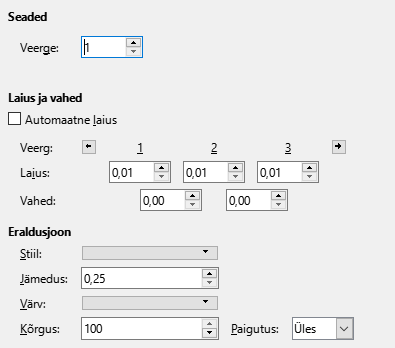 Seaded
Veerge: 1
Laius ja vahed
Automaatne laius
Veerg: 1 2 3
Laius: 0,01 0,01 0,01
Vahed: 0,00 0,00
Eraldusjoon
Stiil:
Jämedus: 0,25
Värv:
Kõrgus: 100 Paigutus: Üles